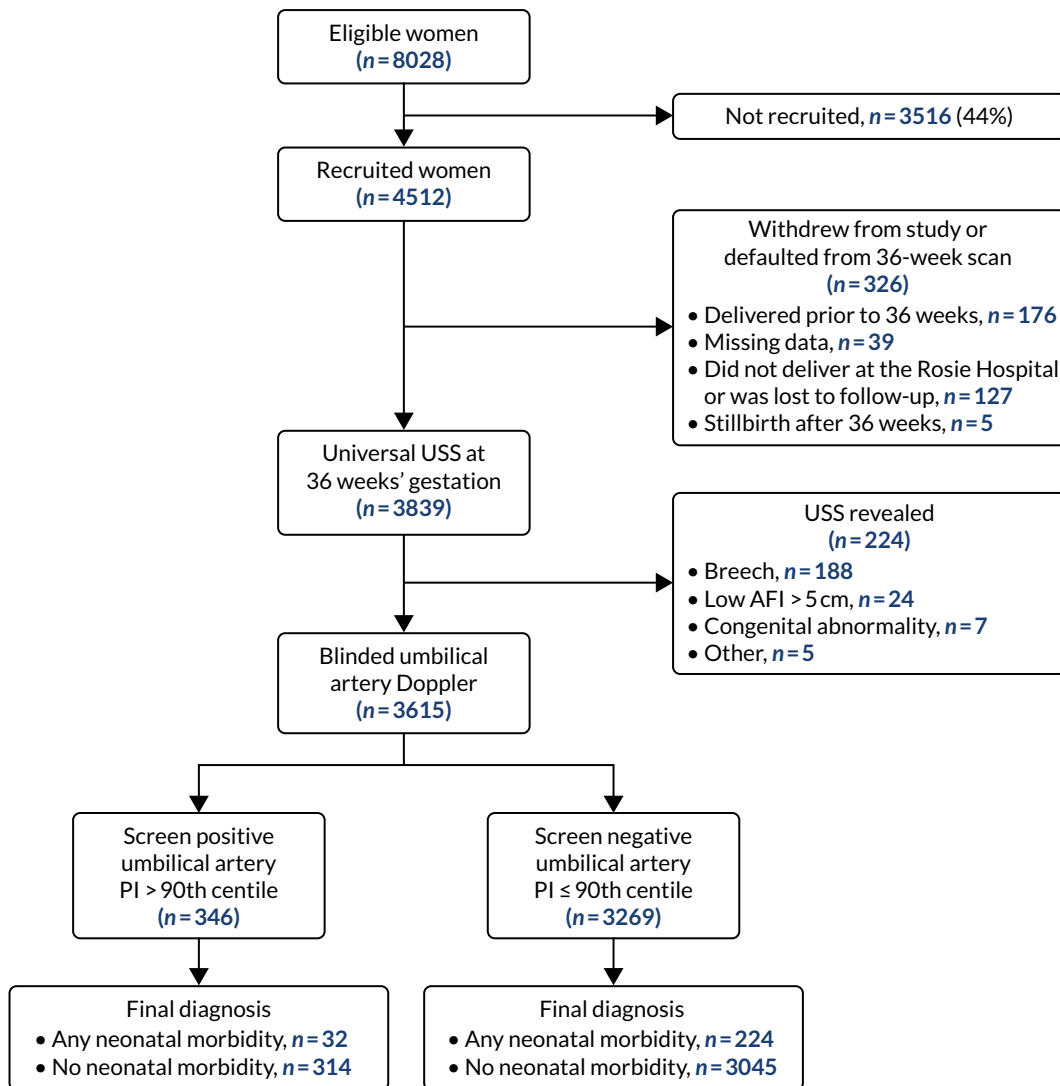 Eligible women
(n=8028)
Not recruited, n=3516 (44%)
Recruited women
(n=4512)
Withdrew from study or
defaulted from 36-week scan
(n=326)
• Delivered prior to 36 weeks, n=176
• Missing data, n=39
• Did not deliver at the Rosie Hospital
or was lost to follow-up, n=127
• Stillbirth after 36 weeks, n=5
Universal USS at
36 weeks’ gestation
(n=3839)
USS revealed
(n=224)
• Breech, n=188
• Low AFI > 5 cm, n=24
• Congenital abnormality, n=7
• Other, n=5
Blinded umbilical
artery Doppler
(n=3615)
Screen positive
umbilical artery
PI > 90th centile
(n=346)
Screen negative
umbilical artery
PI ≤ 90th centile
(n=3269)
Final diagnosis
• Any neonatal morbidity, n=32
• No neonatal morbidity, n=314
Final diagnosis
• Any neonatal morbidity, n=224
• No neonatal morbidity, n=3045